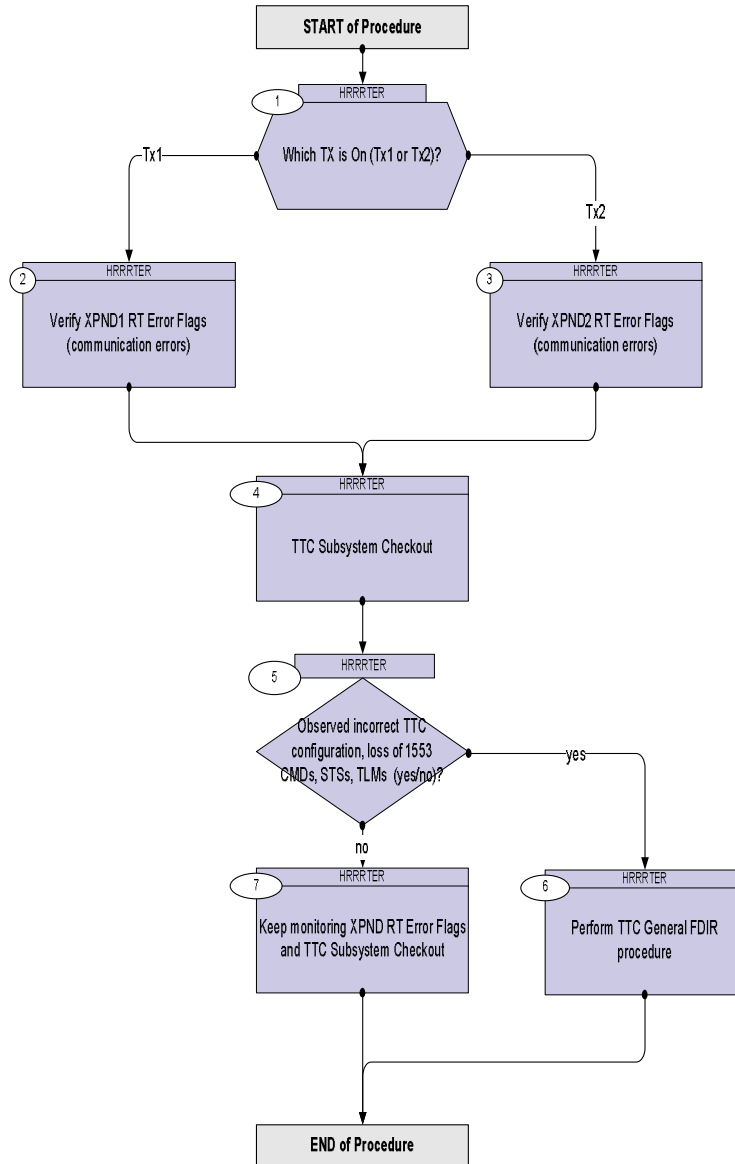 START of Procedure
HRRRTER
1
Which TX is On (Tx1 or Tx2)?
Tx1
Tx2
HRRRTER
2
Verify XPND1 RT Error Flags
(communication errors)
HRRRTER
3
Verify XPND2 RT Error Flags
(communication errors)
HRRRTER
4
TTC Subsystem Checkout
HRRRTER
5
Observed incorrect TTC
configuration, loss of 1553
CMDs, STSs, TLMs (yes/no)?
yes
no
HRRRTER
7
Keep monitoring XPND RT Error Flags
and TTC Subsystem Checkout
HRRRTER
6
Perform TTC General FDIR
procedure
END of Procedure